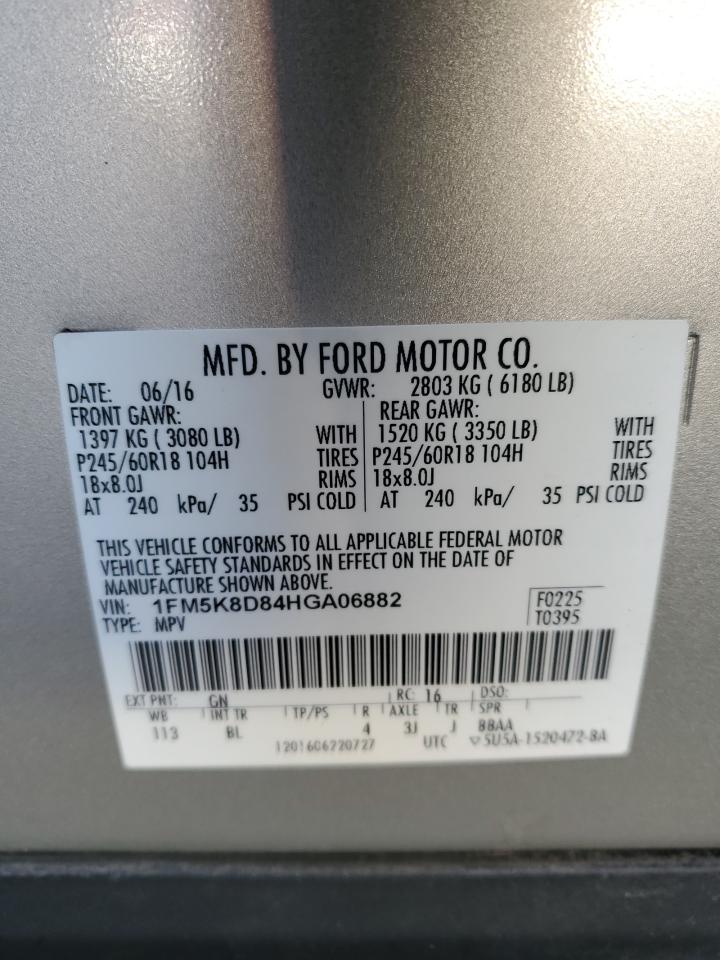 MFD. BY FORD MOTOR CO.
DATE: 06/16 GVWR: 2803 KG ( 6180 LB)
FRONT GAWR: REAR GAWR:
1397 KG ( 3080 LB) WITH 1520 KG ( 3350 LB) WITH
P245/60R18 104H TIRES P245/60R18 104H TIRES
18x8.0J RIMS 18x8.0J RIMS
AT 240 kPa/ 35 PSI COLD AT 240 kPa/ 35 PSI COLD
THIS VEHICLE CONFORMS TO ALL APPLICABLE FEDERAL MOTOR
VEHICLE SAFETY STANDARDS IN EFFECT ON THE DATE OF
MANUFACTURE SHOWN ABOVE.
VIN: 1FM5K8D84HGA06882 F0225
TYPE: MPV T0395
EXT PNT: GN RC: 16 DSO:
WB INT TR TP/PS R AXLE TR SPR
113 BL 4 3J J 88AA
1201606220727 UTC ▽5U5A-1520472-8A